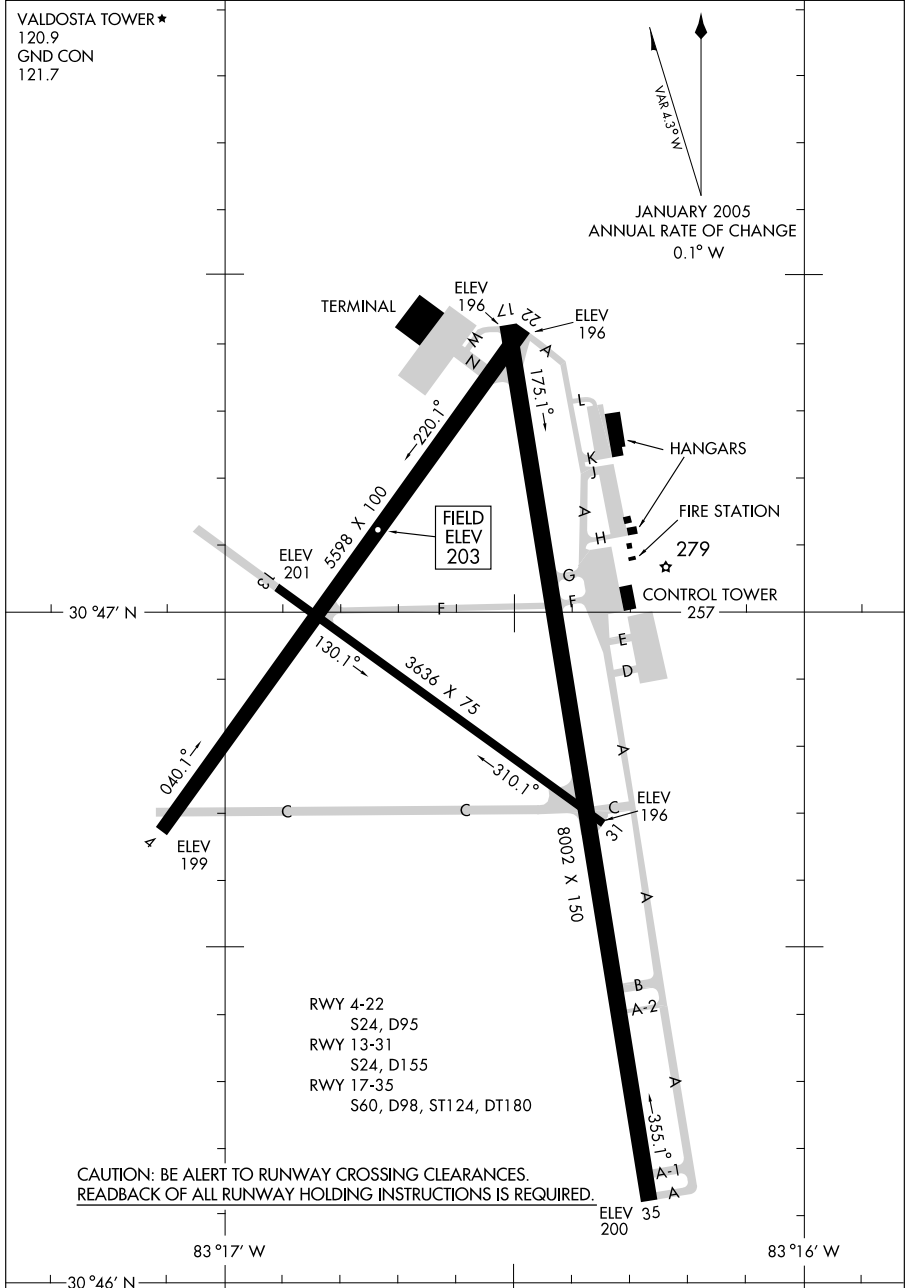 VALDOSTA TOWER★
120.9
GND CON
121.7
VAR 4.3° W
JANUARY 2005
ANNUAL RATE OF CHANGE
0.1° W
TERMINAL
ELEV
196
17
22
ELEV
196
M
N
A
L
175.1°
220.1°
HANGARS
K
J
5598 X 100
A
H
FIELD
ELEV
203
FIRE STATION
279
ELEV
201
13
G
F
F
CONTROL TOWER
257
30°47' N
E
D
130.1°
3636 X 75
A
040.1°
310.1°
C
C
C
ELEV
196
31
4
ELEV
199
8002 X 150
A
B
A-2
RWY 4-22
S24, D95
RWY 13-31
S24, D155
RWY 17-35
S60, D98, ST124, DT180
A
355.1°
A-1
A
CAUTION: BE ALERT TO RUNWAY CROSSING CLEARANCES.
READBACK OF ALL RUNWAY HOLDING INSTRUCTIONS IS REQUIRED.
ELEV
200
35
83°17' W
83°16' W
30°46' N